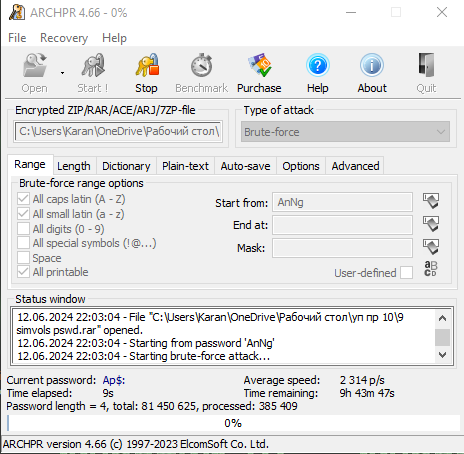 ARCHPR 4.66 - 0%
File Recovery Help
Open Start ! Stop Benchmark Purchase Help About Quit
Encrypted ZIP/RAR/ACE/ARJ/7ZP-file
Type of attack
C:\Users\Karan\OneDrive\Рабочий стол\
Brute-force
Range Length Dictionary Plain-text Auto-save Options Advanced
Brute-force range options
All caps latin (A - Z)
All small latin (a - z)
All digits (0 - 9)
All special symbols (!@...)
Space
All printable
Start from: AnNg
End at:
Mask:
User-defined
aB
CD
Status window
12.06.2024 22:03:04 - File "C:\Users\Karan\OneDrive\Рабочий стол\уп пр 10\9
simvols pswd.rar" opened.
12.06.2024 22:03:04 - Starting from password 'AnNg'
12.06.2024 22:03:04 - Starting brute-force attack...
Current password: Ap$: Average speed: 2 314 p/s
Time elapsed: 9s Time remaining: 9h 43m 47s
Password length = 4, total: 81 450 625, processed: 385 409
0%
ARCHPR version 4.66 (c) 1997-2023 ElcomSoft Co. Ltd.